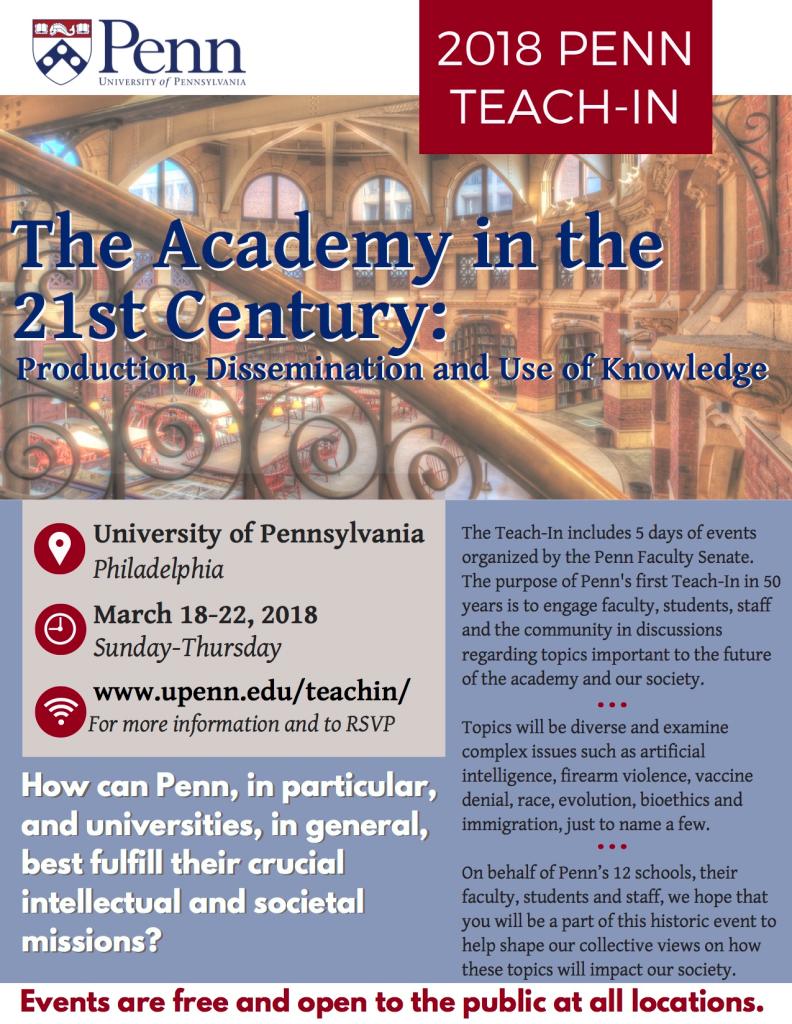 Penn
UNIVERSITY of PENNSYLVANIA
2018 PENN
TEACH-IN
The Academy in the
21st Century:
Production, Dissemination and Use of Knowledge
University of Pennsylvania
Philadelphia
March 18-22, 2018
Sunday-Thursday
www.upenn.edu/teachin/
For more information and to RSVP
How can Penn, in particular,
and universities, in general,
best fulfill their crucial
intellectual and societal
missions?
The Teach-In includes 5 days of events
organized by the Penn Faculty Senate.
The purpose of Penn's first Teach-In in 50
years is to engage faculty, students, staff
and the community in discussions
regarding topics important to the future
of the academy and our society.
...
Topics will be diverse and examine
complex issues such as artificial
intelligence, firearm violence, vaccine
denial, race, evolution, bioethics and
immigration, just to name a few.
...
On behalf of Penn’s 12 schools, their
faculty, students and staff, we hope that
you will be a part of this historic event to
help shape our collective views on how
these topics will impact our society.
Events are free and open to the public at all locations.